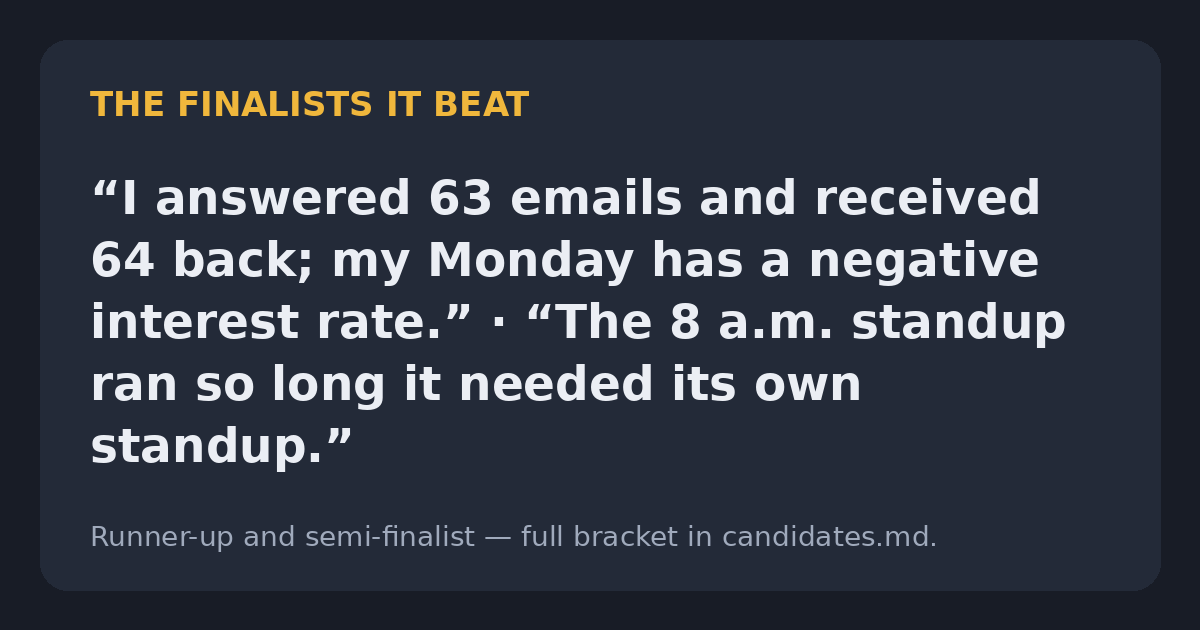 THE FINALISTS IT BEAT
“I answered 63 emails and received
64 back; my Monday has a negative
interest rate.” · “The 8 a.m. standup
ran so long it needed its own
standup.”
Runner-up and semi-finalist — full bracket in candidates.md.